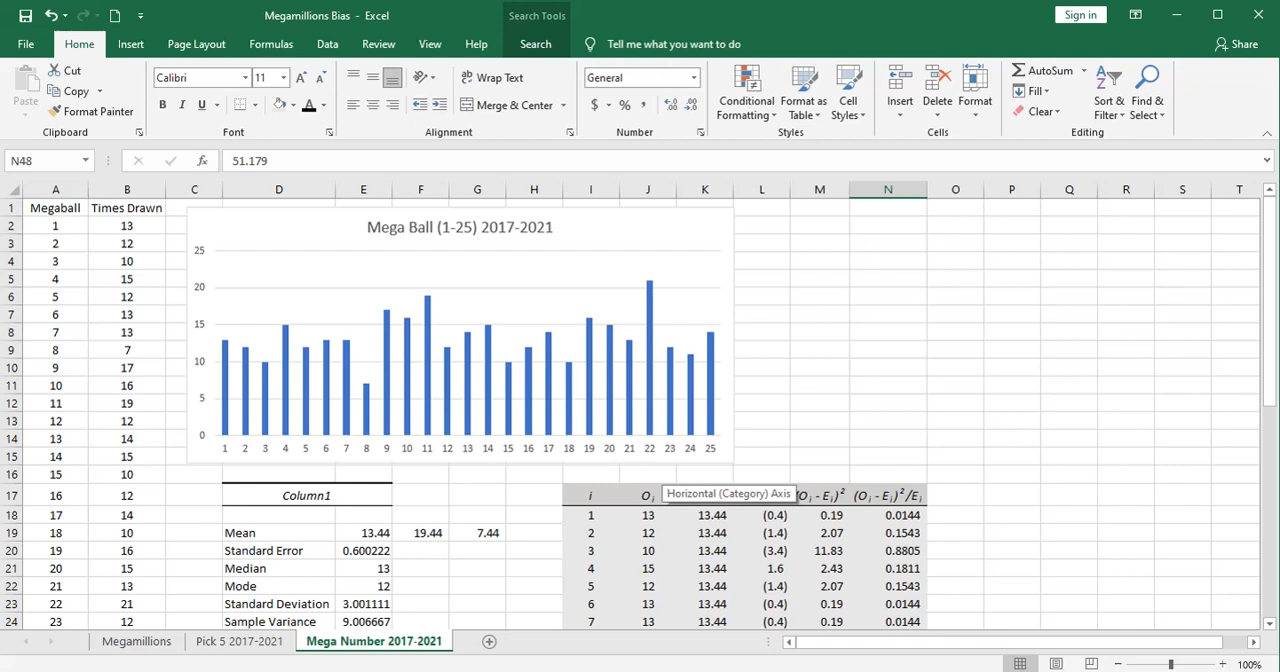 Megamillions Bias - Excel
Search Tools
Sign in
File Home Insert Page Layout Formulas Data Review View Help Search Tell me what you want to do Share
Paste
Cut
Copy
Format Painter
Clipboard
Calibri 11 A A
B I U A
Font
Wrap Text
Merge & Center
Alignment
General
$ % ,
Number
Conditional Formatting
Format as Table
Cell Styles
Styles
Insert
Delete
Format
Cells
AutoSum
Fill
Clear
Sort & Filter
Find & Select
Editing
N48 fx 51.179
A B C D E F G H I J K L M N O P Q R S T
1 Megaball Times Drawn
2 1 13
3 2 12
4 3 10
5 4 15
6 5 12
7 6 13
8 7 13
9 8 7
10 9 17
11 10 16
12 11 19
13 12 12
14 13 14
15 14 15
16 15 10
17 16 12
18 17 14
19 18 10
20 19 16
21 20 15
22 21 13
23 22 21
24 23 12
Mega Ball (1-25) 2017-2021
25
20
15
10
5
0
1 2 3 4 5 6 7 8 9 10 11 12 13 14 15 16 17 18 19 20 21 22 23 24 25
Column1
Mean 13.44 19.44 7.44
Standard Error 0.600222
Median 13
Mode 12
Standard Deviation 3.001111
Sample Variance 9.006667
i Oi Horizontal (Category) Axis (Oi - Ei)² (Oi - Ei)²/Ei
1 13 13.44 (0.4) 0.19 0.0144
2 12 13.44 (1.4) 2.07 0.1543
3 10 13.44 (3.4) 11.83 0.8805
4 15 13.44 1.6 2.43 0.1811
5 12 13.44 (1.4) 2.07 0.1543
6 13 13.44 (0.4) 0.19 0.0144
7 13 13.44 (0.4) 0.19 0.0144
Megamillions Pick 5 2017-2021 Mega Number 2017-2021
100%